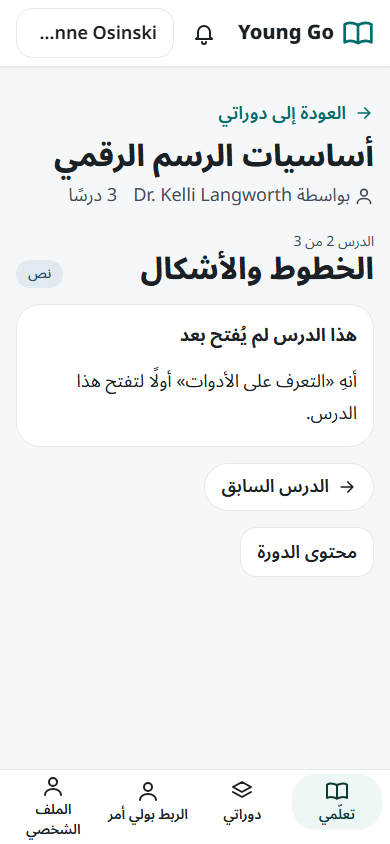 Young Go
...nne Osinski
العودة إلى دوراتي
أساسيات الرسم الرقمي
بواسطة Dr. Kelli Langworth
3 درسًا
الدرس 2 من 3
الخطوط والأشكال
نص
هذا الدرس لم يُفتح بعد
أنهِ «التعرف على الأدوات» أولًا لتفتح هذا
الدرس.
الدرس السابق
محتوى الدورة
تعلّمي
دوراتي
الربط بولي أمر
الملف
الشخصي